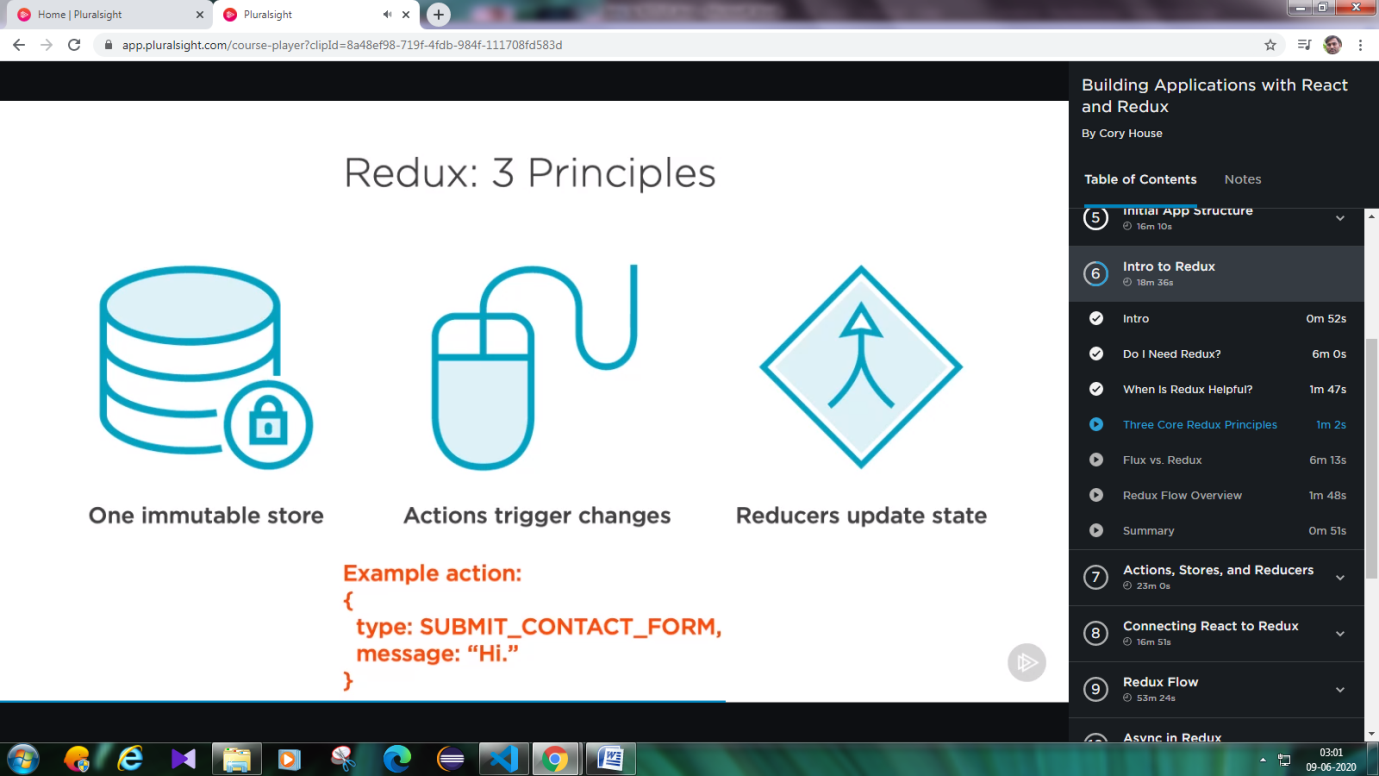 Home | Pluralsight
Pluralsight
app.pluralsight.com/course-player?clipId=8a48ef98-719f-4fdb-984f-111708fd583d
Redux: 3 Principles
One immutable store
Actions trigger changes
Reducers update state
Example action:
{
type: SUBMIT_CONTACT_FORM,
message: “Hi.”
}
Building Applications with React
and Redux
By Cory House
Table of Contents
Notes
5
Initial App Structure
16m 10s
6
Intro to Redux
18m 36s
Intro
0m 52s
Do I Need Redux?
6m 0s
When Is Redux Helpful?
1m 47s
Three Core Redux Principles
1m 2s
Flux vs. Redux
6m 13s
Redux Flow Overview
1m 48s
Summary
0m 51s
7
Actions, Stores, and Reducers
23m 0s
8
Connecting React to Redux
16m 51s
9
Redux Flow
53m 24s
Async in Redux
03:01
09-06-2020